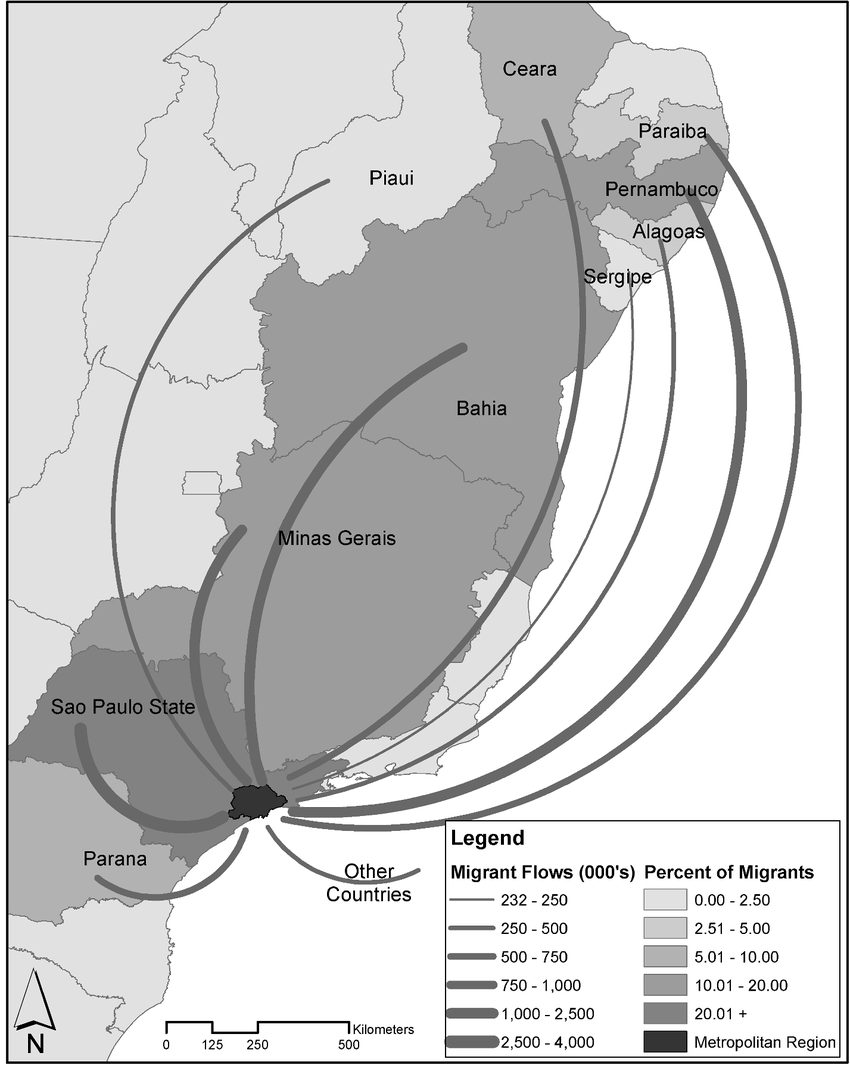 Ceara
Paraiba
Piaui
Pernambuco
Alagoas
Sergipe
Bahia
Minas Gerais
Sao Paulo State
Parana
Other
Countries
Legend
Migrant Flows (000's)
232 - 250
250 - 500
500 - 750
750 - 1,000
1,000 - 2,500
2,500 - 4,000
Percent of Migrants
0.00 - 2.50
2.51 - 5.00
5.01 - 10.00
10.01 - 20.00
20.01 +
Metropolitan Region
N
Kilometers
0 125 250 500